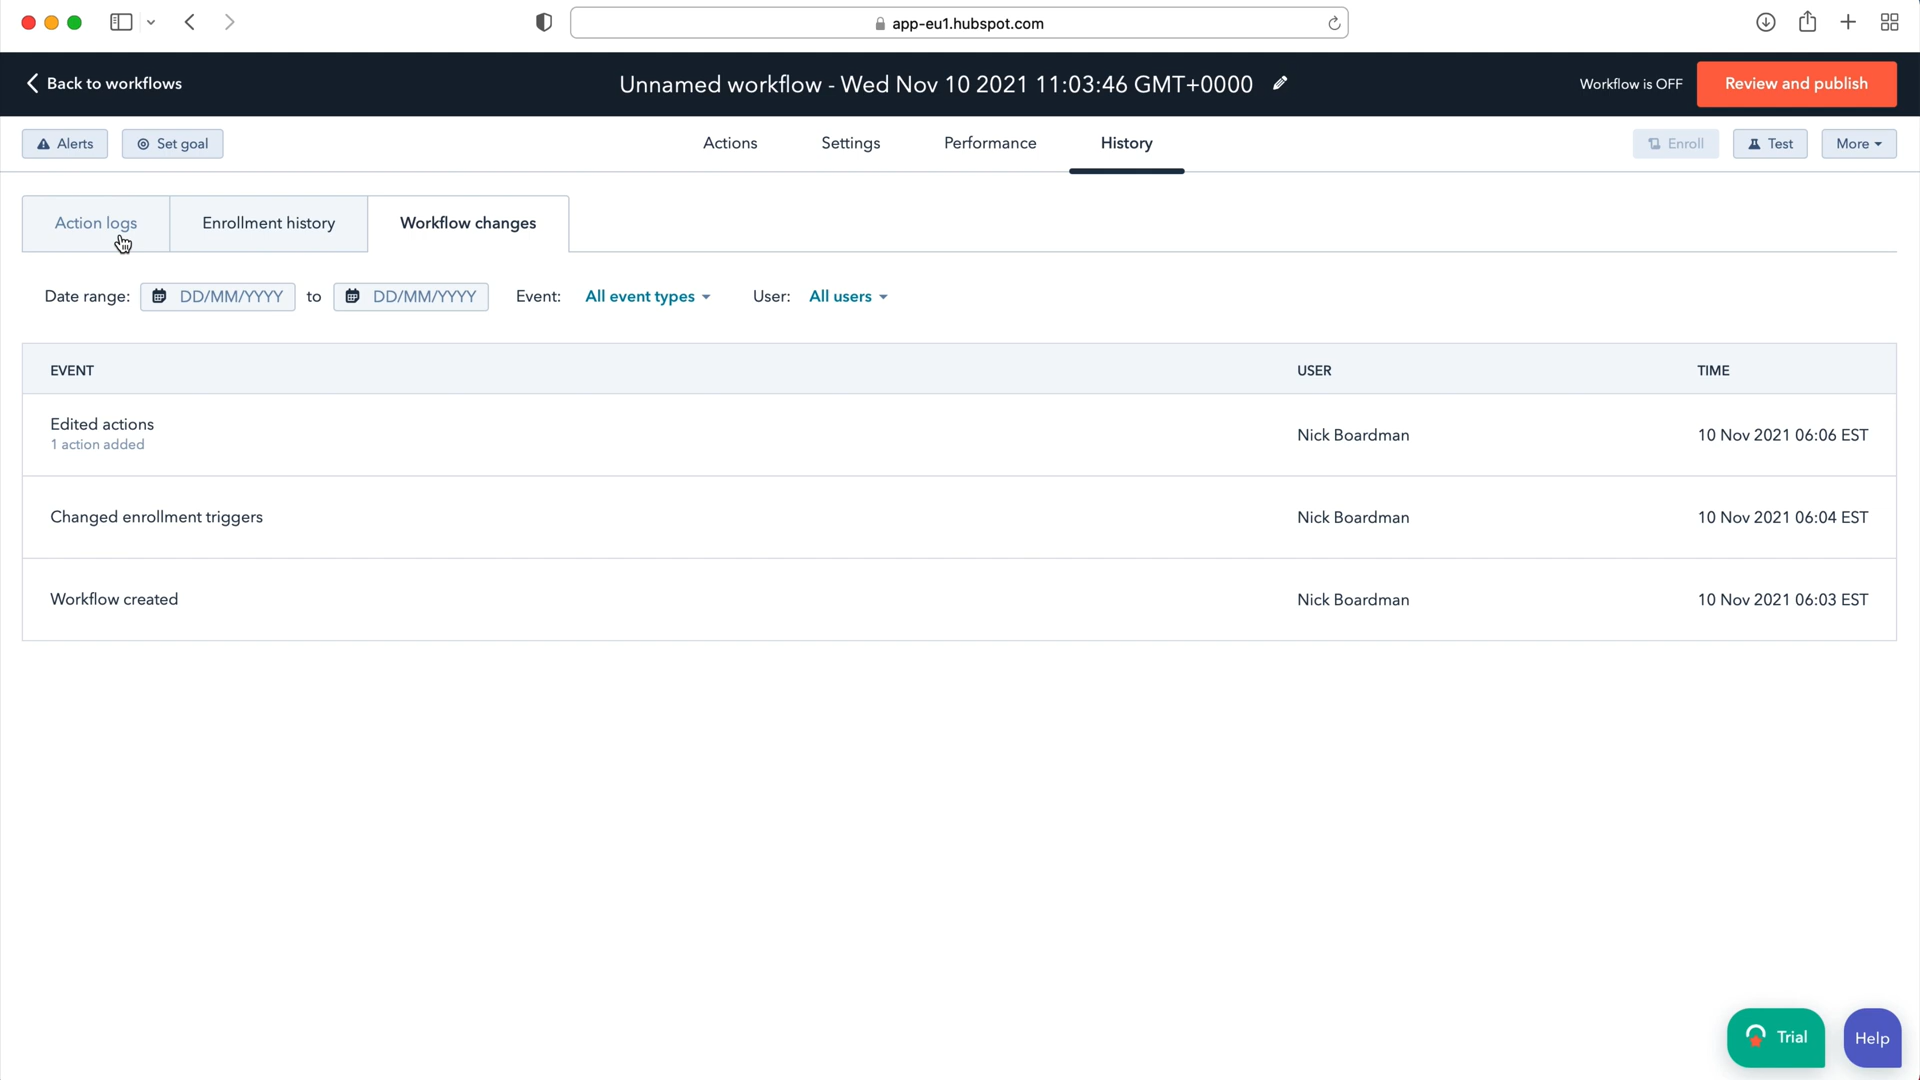 app-eu1.hubspot.com
Back to workflows
Unnamed workflow - Wed Nov 10 2021 11:03:46 GMT+0000
Workflow is OFF
Review and publish
Alerts
Set goal
Actions
Settings
Performance
History
Enroll
Test
More
Action logs
Enrollment history
Workflow changes
Date range: DD/MM/YYYY to DD/MM/YYYY Event: All event types User: All users
EVENT USER TIME
Edited actions
1 action added
Nick Boardman
10 Nov 2021 06:06 EST
Changed enrollment triggers Nick Boardman 10 Nov 2021 06:04 EST
Workflow created Nick Boardman 10 Nov 2021 06:03 EST
Trial
Help